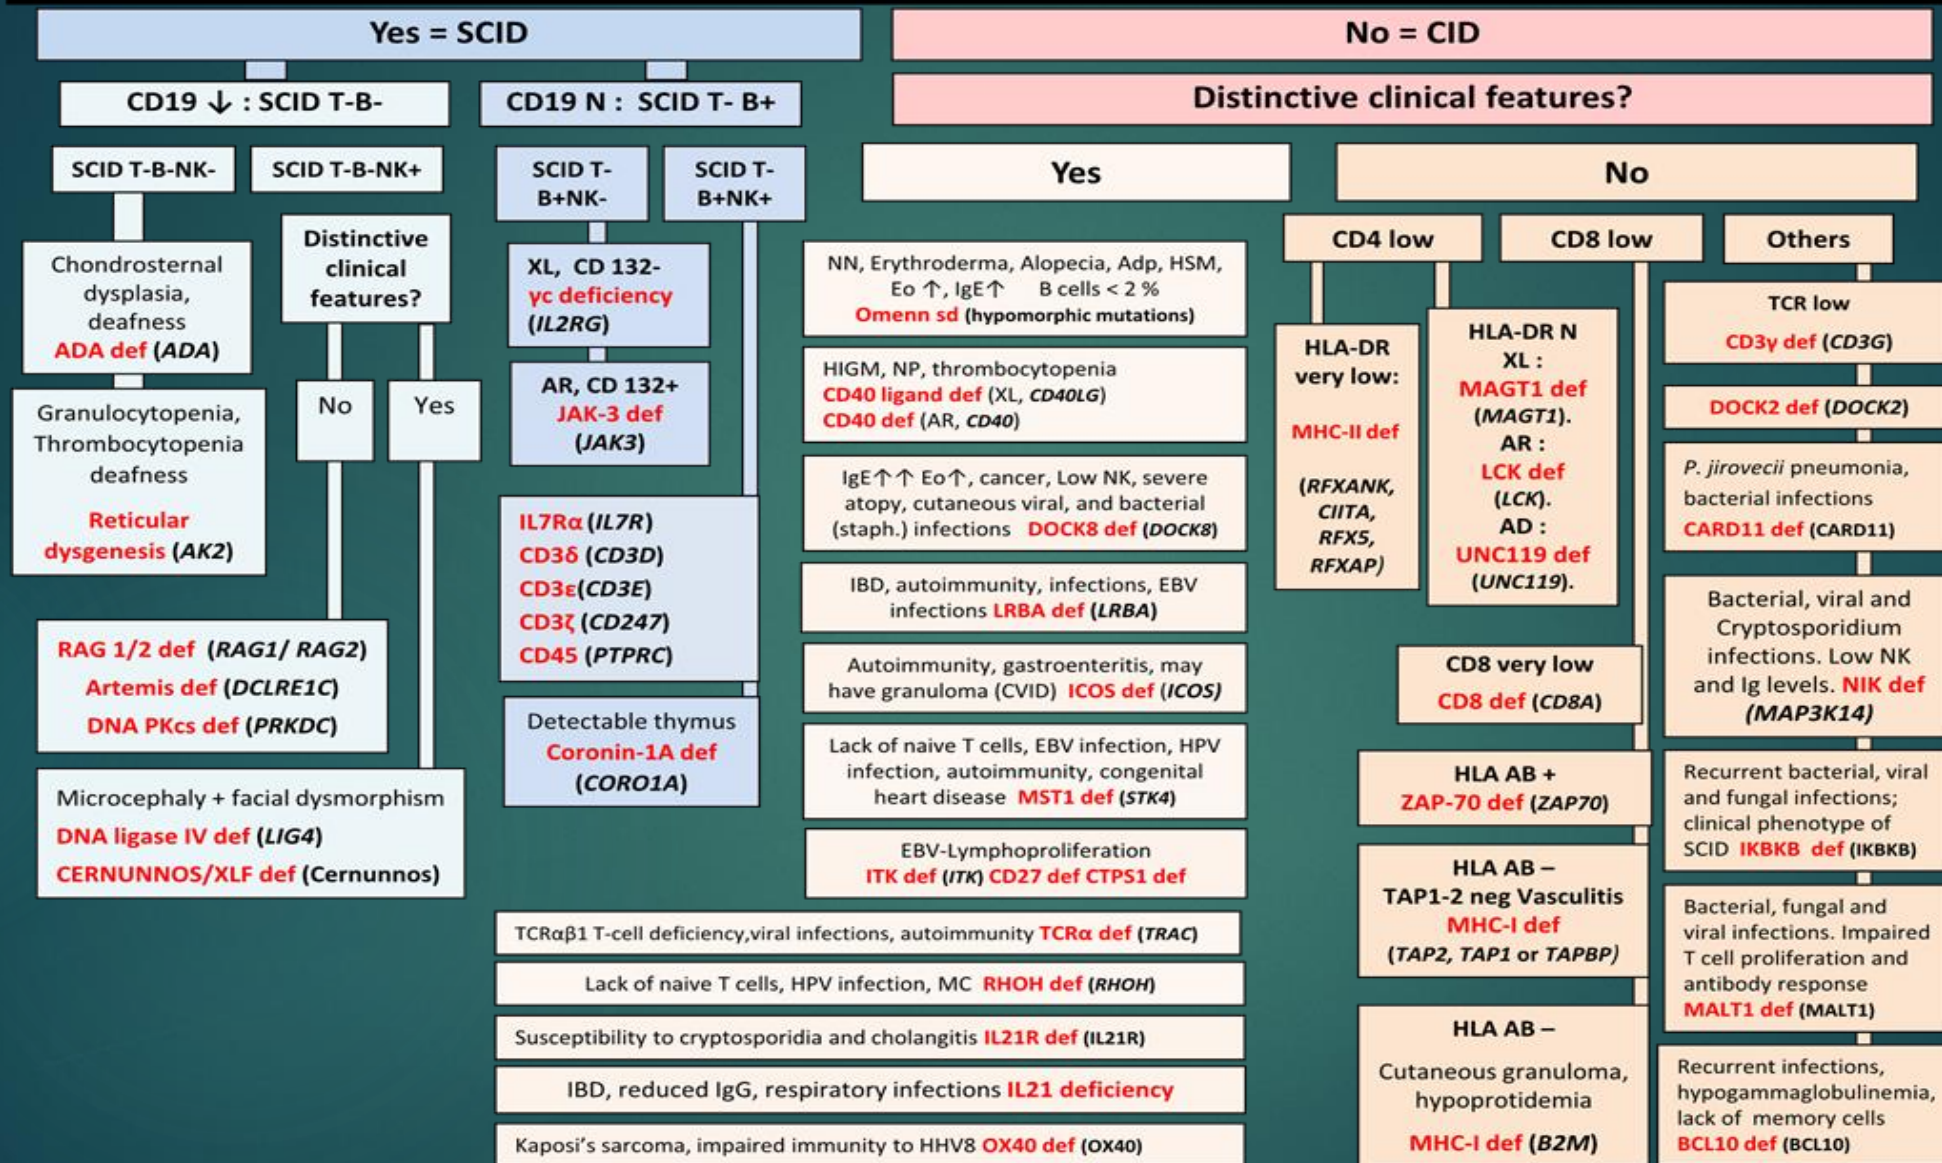 Yes = SCID
CD19 ↓ : SCID T-B-
CD19 N : SCID T- B+
SCID T-B-NK-
SCID T-B-NK+
Chondrosternal
dysplasia,
deafness
ADA def (ADA)
Granulocytopenia,
Thrombocytopenia
deafness
Reticular
dysgenesis (AK2)
Distinctive
clinical
features?
No
Yes
RAG 1/2 def (RAG1/ RAG2)
Artemis def (DCLRE1C)
DNA PKcs def (PRKDC)
Microcephaly + facial dysmorphism
DNA ligase IV def (LIG4)
CERNUNNOS/XLF def (Cernunnos)
SCID T-
B+NK-
SCID T-
B+NK+
XL, CD 132-
γc deficiency
(IL2RG)
AR, CD 132+
JAK-3 def
(JAK3)
IL7Rα (IL7R)
CD3δ (CD3D)
CD3ε(CD3E)
CD3ζ (CD247)
CD45 (PTPRC)
Detectable thymus
Coronin-1A def
(CORO1A)
No = CID
Distinctive clinical features?
Yes
NN, Erythroderma, Alopecia, Adp, HSM,
Eo ↑, IgE↑ B cells < 2 %
Omenn sd (hypomorphic mutations)
HIGM, NP, thrombocytopenia
CD40 ligand def (XL, CD40LG)
CD40 def (AR, CD40)
IgE↑↑ Eo↑, cancer, Low NK, severe
atopy, cutaneous viral, and bacterial
(staph.) infections DOCK8 def (DOCK8)
IBD, autoimmunity, infections, EBV
infections LRBA def (LRBA)
Autoimmunity, gastroenteritis, may
have granuloma (CVID) ICOS def (ICOS)
Lack of naive T cells, EBV infection, HPV
infection, autoimmunity, congenital
heart disease MST1 def (STK4)
EBV-Lymphoproliferation
ITK def (ITK) CD27 def CTPS1 def
TCRαβ1 T-cell deficiency,viral infections, autoimmunity TCRα def (TRAC)
Lack of naive T cells, HPV infection, MC RHOH def (RHOH)
Susceptibility to cryptosporidia and cholangitis IL21R def (IL21R)
IBD, reduced IgG, respiratory infections IL21 deficiency
Kaposi's sarcoma, impaired immunity to HHV8 OX40 def (OX40)
No
CD4 low
CD8 low
Others
HLA-DR
very low:
MHC-II def
(RFXANK,
CIITA,
RFX5,
RFXAP)
HLA-DR N
XL :
MAGT1 def
(MAGT1).
AR :
LCK def
(LCK).
AD :
UNC119 def
(UNC119).
CD8 very low
CD8 def (CD8A)
HLA AB +
ZAP-70 def (ZAP70)
HLA AB –
TAP1-2 neg Vasculitis
MHC-I def
(TAP2, TAP1 or TAPBP)
HLA AB –
Cutaneous granuloma,
hypoprotidemia
MHC-I def (B2M)
TCR low
CD3γ def (CD3G)
DOCK2 def (DOCK2)
P. jirovecii pneumonia,
bacterial infections
CARD11 def (CARD11)
Bacterial, viral and
Cryptosporidium
infections. Low NK
and Ig levels. NIK def
(MAP3K14)
Recurrent bacterial, viral
and fungal infections;
clinical phenotype of
SCID IKBKB def (IKBKB)
Bacterial, fungal and
viral infections. Impaired
T cell proliferation and
antibody response
MALT1 def (MALT1)
Recurrent infections,
hypogammaglobulinemia,
lack of memory cells
BCL10 def (BCL10)